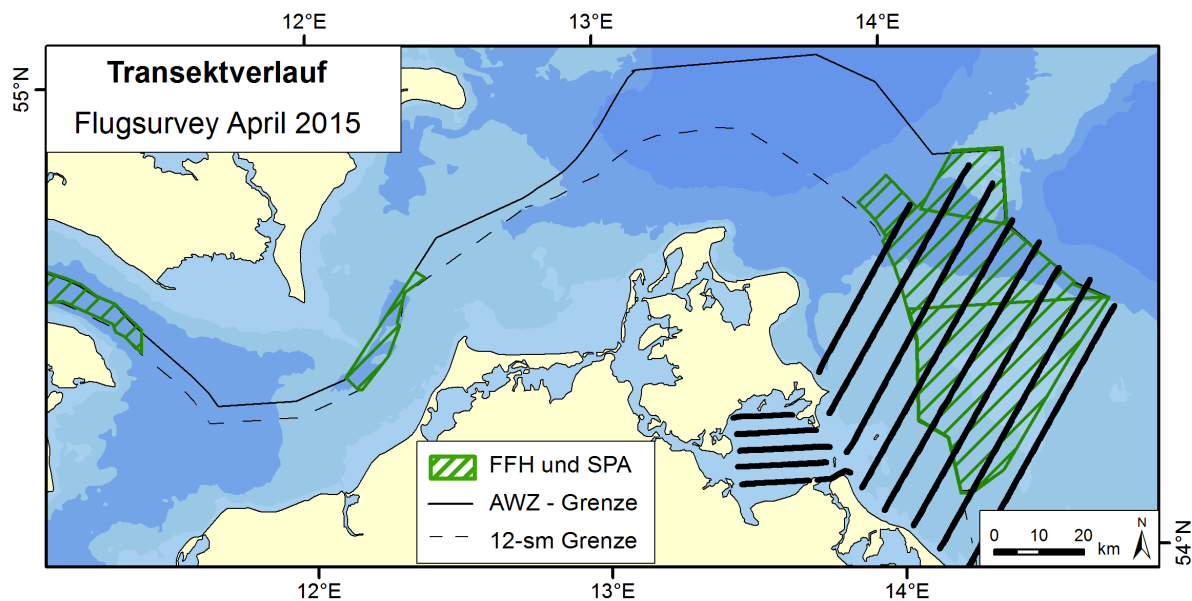 12°E 13°E 14°E
Transektverlauf
Flugsurvey April 2015
55°N
FFH und SPA
AWZ - Grenze
12-sm Grenze
0 10 20
km
N
54°N
12°E 13°E 14°E